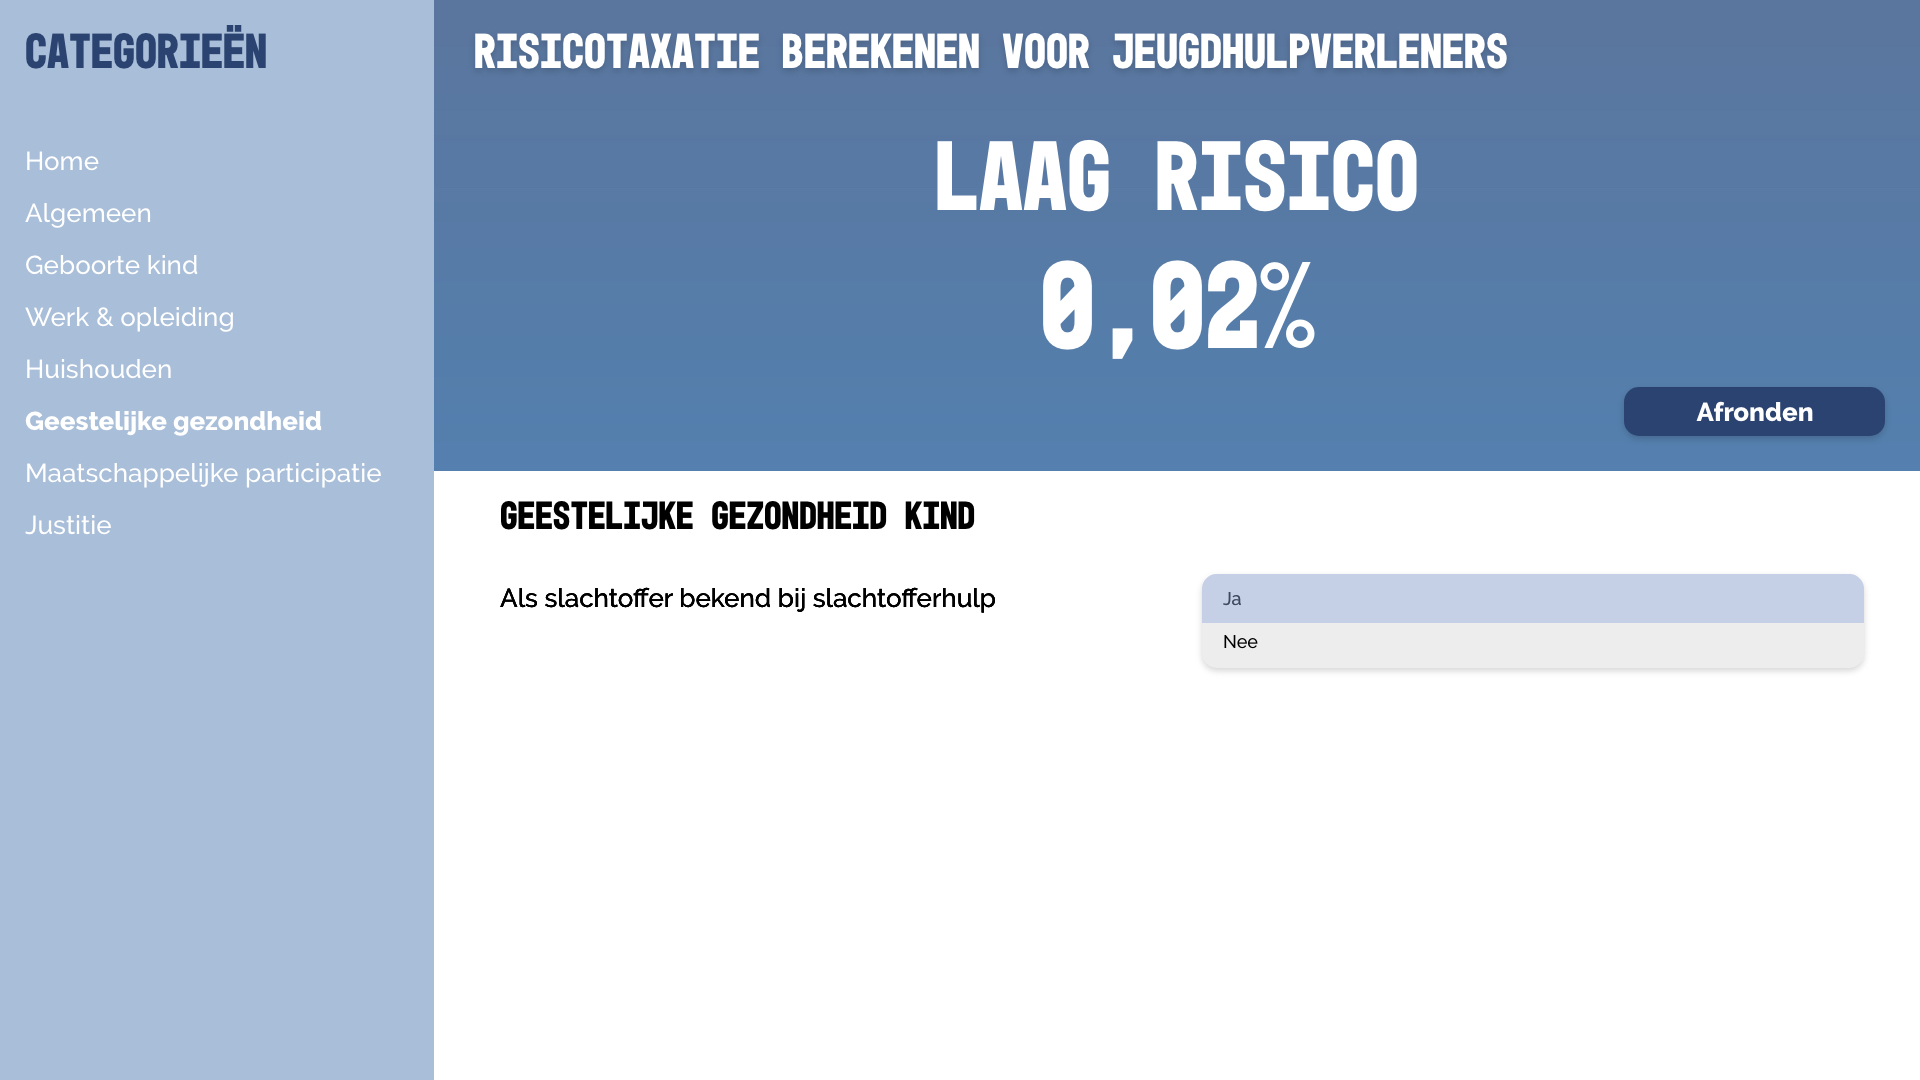 CATEGORIEËN
Home
Algemeen
Geboorte kind
Werk & opleiding
Huishouden
Geestelijke gezondheid
Maatschappelijke participatie
Justitie
RISICOTAXATIE BEREKENEN VOOR JEUGDHULPVERLENERS
LAAG RISICO
0,02%
Afronden
GEESTELIJKE GEZONDHEID KIND
Als slachtoffer bekend bij slachtofferhulp
Ja
Nee